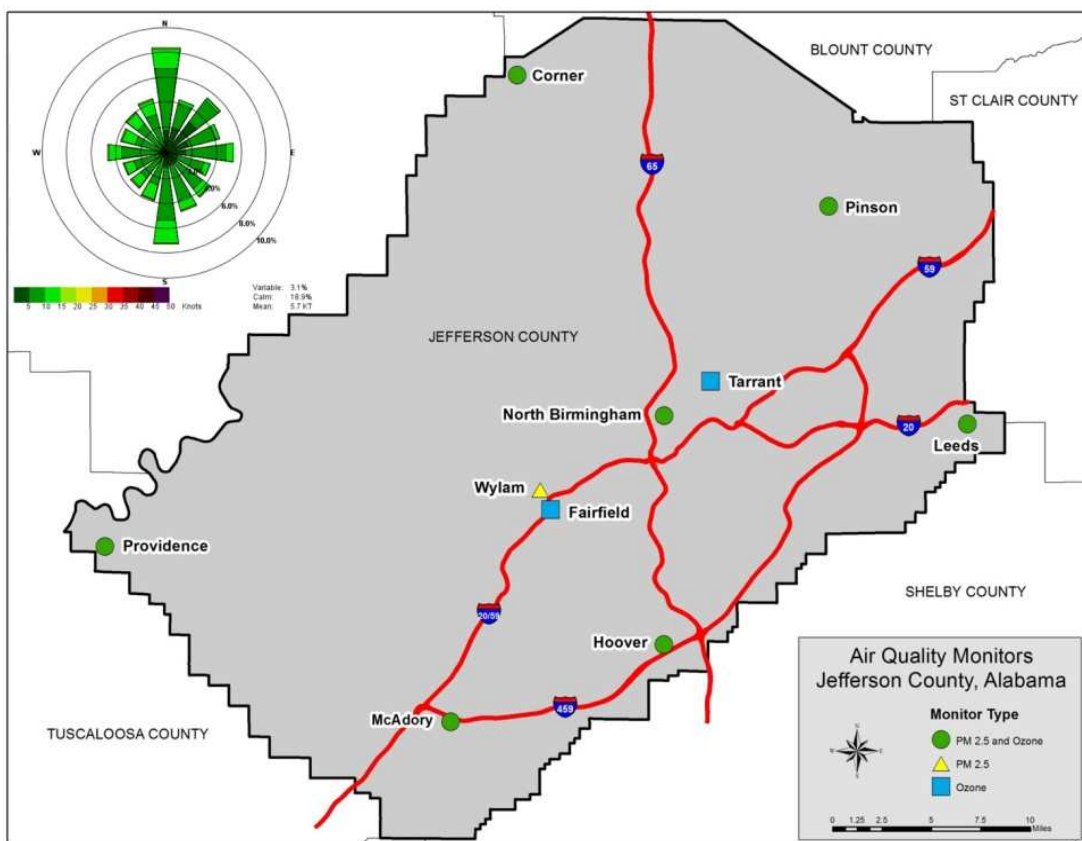 N
W
E
S
4.0%
6.0%
8.0%
10.0%
5 10 15 20 25 30 35 40 45 50 Knots
Variable: 3.1%
Calm: 18.9%
Mean: 5.7 KT
BLOUNT COUNTY
ST CLAIR COUNTY
Corner
65
Pinson
59
JEFFERSON COUNTY
Tarrant
North Birmingham
20
Leeds
Wylam
Fairfield
Providence
20/59
SHELBY COUNTY
Hoover
McAdory
459
TUSCALOOSA COUNTY
Air Quality Monitors
Jefferson County, Alabama
Monitor Type
PM 2.5 and Ozone
PM 2.5
Ozone
N
W
E
S
0 1.25 2.5 5 7.5 10
Miles